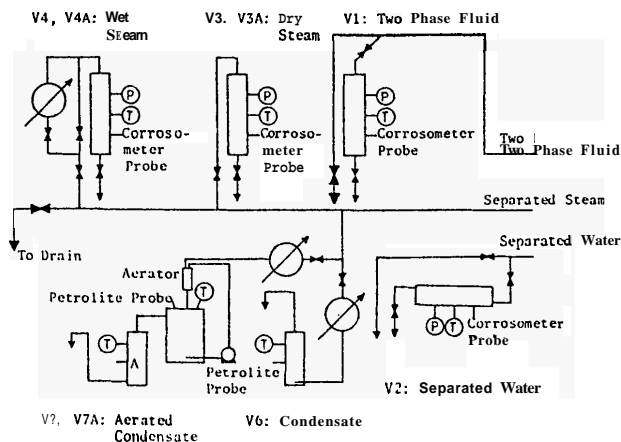 V4, V4A: Wet
SEeam
V3. V3A: Dry
Steam
V1: Two Phase Fluid
P
T
Corroso-
meter
Probe
P
T
Corroso-
meter
Probe
P
T
Corrosometer
Probe
Two
Two Phase Fluid
Separated Steam
To Drain
Separated Water
Aerator
Petrolite Probe
T
T
A
Petrolite
Probe
T
P
T
Corrosometer
Probe
V2: Separated Water
V?, V7A: Aerated
Condensate
V6: Condensate